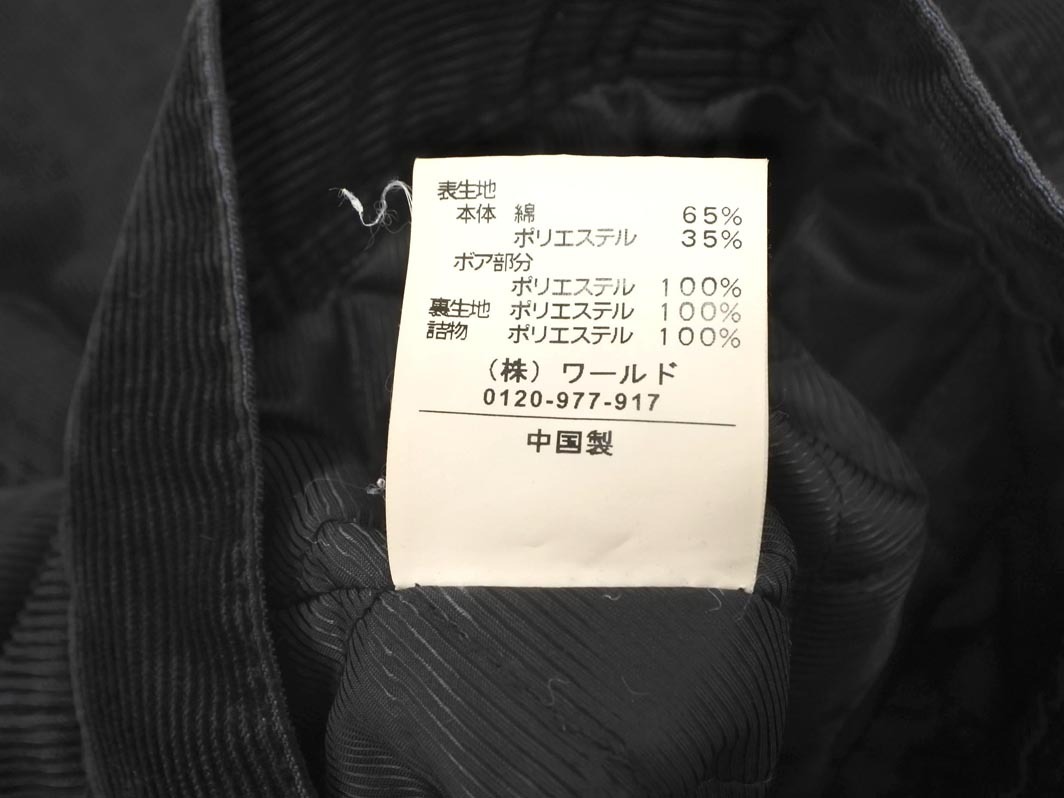 表生地
本体 綿 65%
ポリエステル 35%
ボア部分
ポリエステル 100%
裏生地 ポリエステル 100%
詰物 ポリエステル 100%
（株）ワールド
0120-977-917
中国製